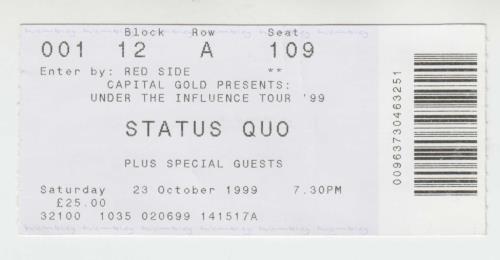 Block Row Seat
001 12 A 109
Enter by: RED SIDE **
CAPITAL GOLD PRESENTS:
UNDER THE INFLUENCE TOUR '99
STATUS QUO
PLUS SPECIAL GUESTS
Saturday 23 October 1999 7.30PM
£25.00
32100 1035 020699 141517A
00963730463251